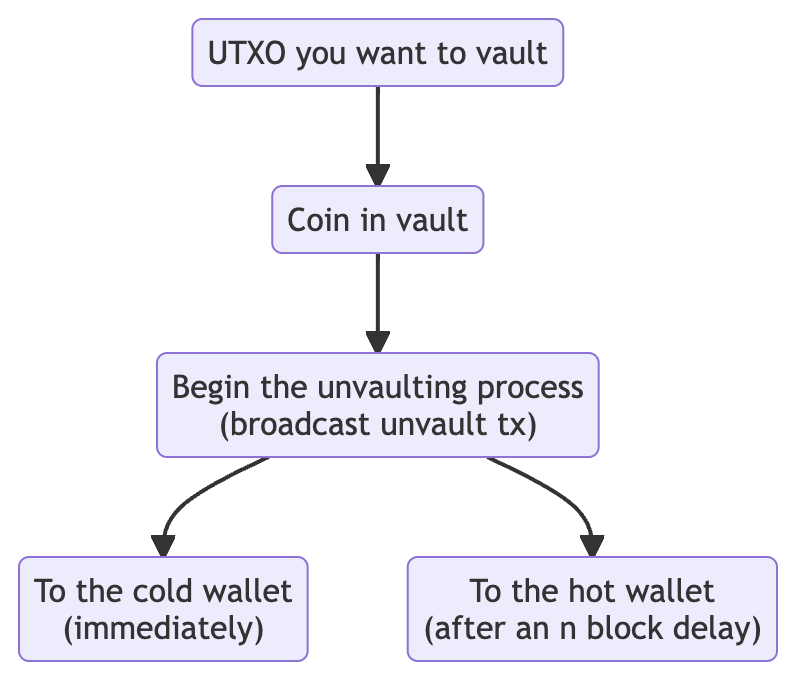 UTXO you want to vault
Coin in vault
Begin the unvaulting process
(broadcast unvault tx)
To the cold wallet
(immediately)
To the hot wallet
(after an n block delay)